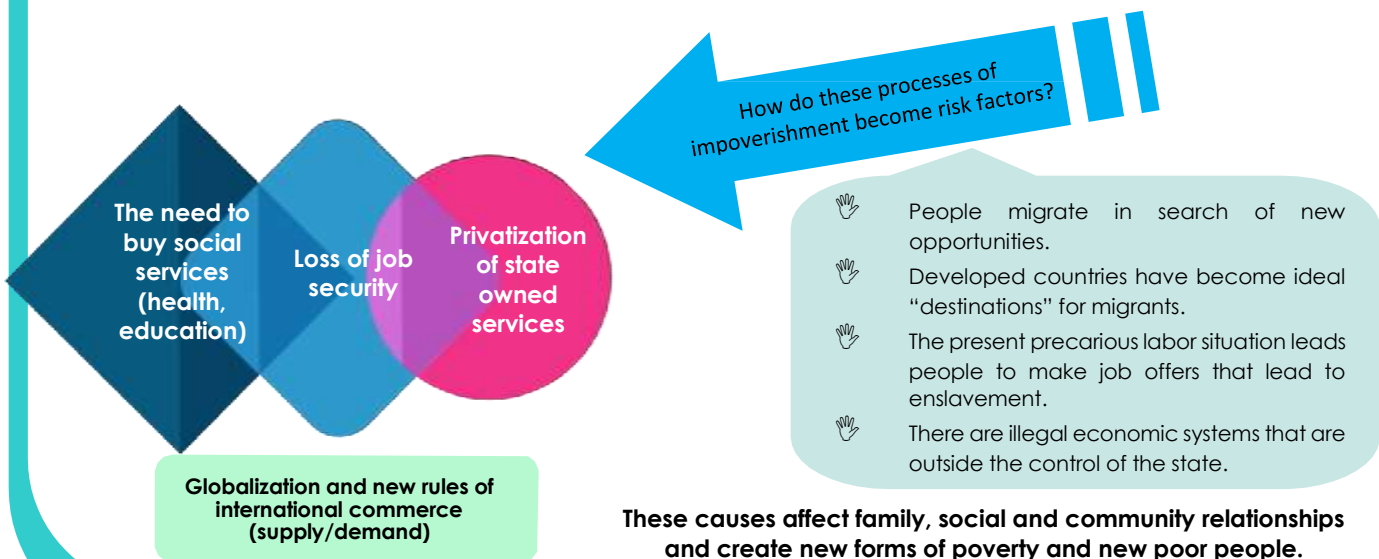 How do these processes of
impoverishment become risk factors?
The need to
buy social
services
(health,
education)
Loss of job
security
Privatization
of state
owned
services
Globalization and new rules of
international commerce
(supply/demand)
People migrate in search of new
opportunities.
Developed countries have become ideal
“destinations” for migrants.
The present precarious labor situation leads
people to make job offers that lead to
enslavement.
There are illegal economic systems that are
outside the control of the state.
These causes affect family, social and community relationships
and create new forms of poverty and new poor people.